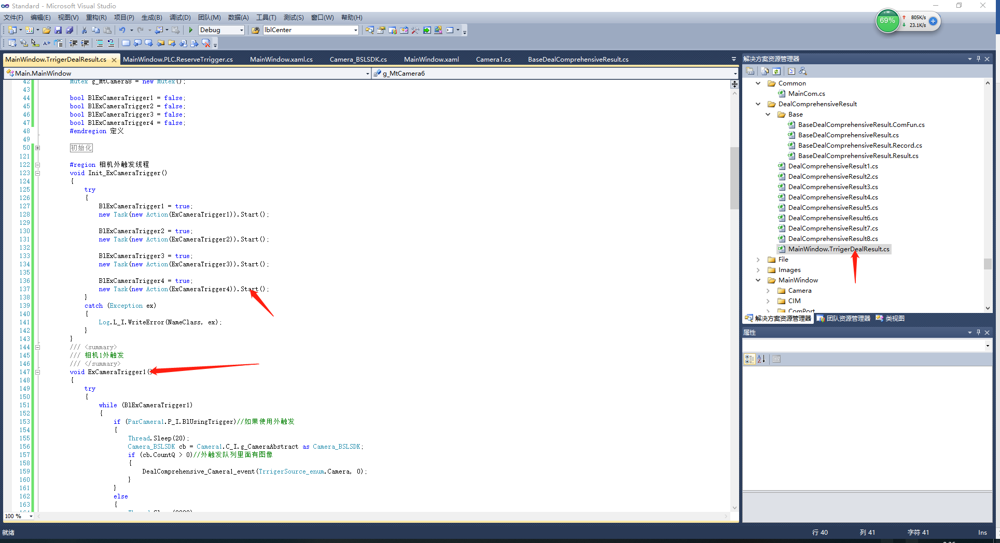 Standard - Microsoft Visual Studio
文件(F) 编辑(E) 视图(V) 重构(R) 项目(P) 生成(B) 调试(D) 团队(M) 数据(A) 工具(T) 测试(S) 窗口(W) 帮助(H)
69% 805K/s
23.1K/s
Debug lblCenter
MainWindow.TrrigerDealResult.cs MainWindow.PLC.ReserveTrrigger.cs MainWindow.xaml.cs Camera_BSLSDK.cs MainWindow.xaml Camera1.cs BaseDealComprehensiveResult.cs
Main.MainWindow g_MtCamera6
42 Mutex g_MtCamera8 = new Mutex();
43
44 bool BlExCameraTrigger1 = false;
45 bool BlExCameraTrigger2 = false;
46 bool BlExCameraTrigger3 = false;
47 bool BlExCameraTrigger4 = false;
48 #endregion 定义
49
50 初始化
121
122 #region 相机外触发线程
123 void Init_ExCameraTrigger()
124 {
125 try
126 {
127 BlExCameraTrigger1 = true;
128 new Task(new Action(ExCameraTrigger1)).Start();
129
130 BlExCameraTrigger2 = true;
131 new Task(new Action(ExCameraTrigger2)).Start();
132
133 BlExCameraTrigger3 = true;
134 new Task(new Action(ExCameraTrigger3)).Start();
135
136 BlExCameraTrigger4 = true;
137 new Task(new Action(ExCameraTrigger4)).Start();
138 }
139 catch (Exception ex)
140 {
141 Log.L_I.WriteError(NameClass, ex);
142 }
143 }
144 /// <summary>
145 /// 相机1外触发
146 /// </summary>
147 void ExCameraTrigger1()
148 {
149 try
150 {
151 while (BlExCameraTrigger1)
152 {
153 if (ParCamera1.P_I.BlUsingTrigger)//如果使用外触发
154 {
155 Thread.Sleep(20);
156 Camera_BSLSDK cb = Camera1.C_I.g_CameraAbstract as Camera_BSLSDK;
157 if (cb.CountQ > 0)//外触发队列里面有图像
158 {
159 DealComprehensive_Camera1_event(TrrigerSource_enum.Camera, 0);
160 }
161 }
162 else
163 {
100 %
解决方案资源管理器
Common
MainCom.cs
DealComprehensiveResult
Base
BaseDealComprehensiveResult.ComFun.cs
BaseDealComprehensiveResult.cs
BaseDealComprehensiveResult.Record.cs
BaseDealComprehensiveResult.Result.cs
DealComprehensiveResult1.cs
DealComprehensiveResult2.cs
DealComprehensiveResult3.cs
DealComprehensiveResult4.cs
DealComprehensiveResult5.cs
DealComprehensiveResult6.cs
DealComprehensiveResult7.cs
DealComprehensiveResult8.cs
MainWindow.TrrigerDealResult.cs
File
Images
MainWindow
Camera
CIM
ComPort
解决方案资源管理器 团队资源管理器 类视图
属性
就绪 行 40 列 41 字符 41 Ins